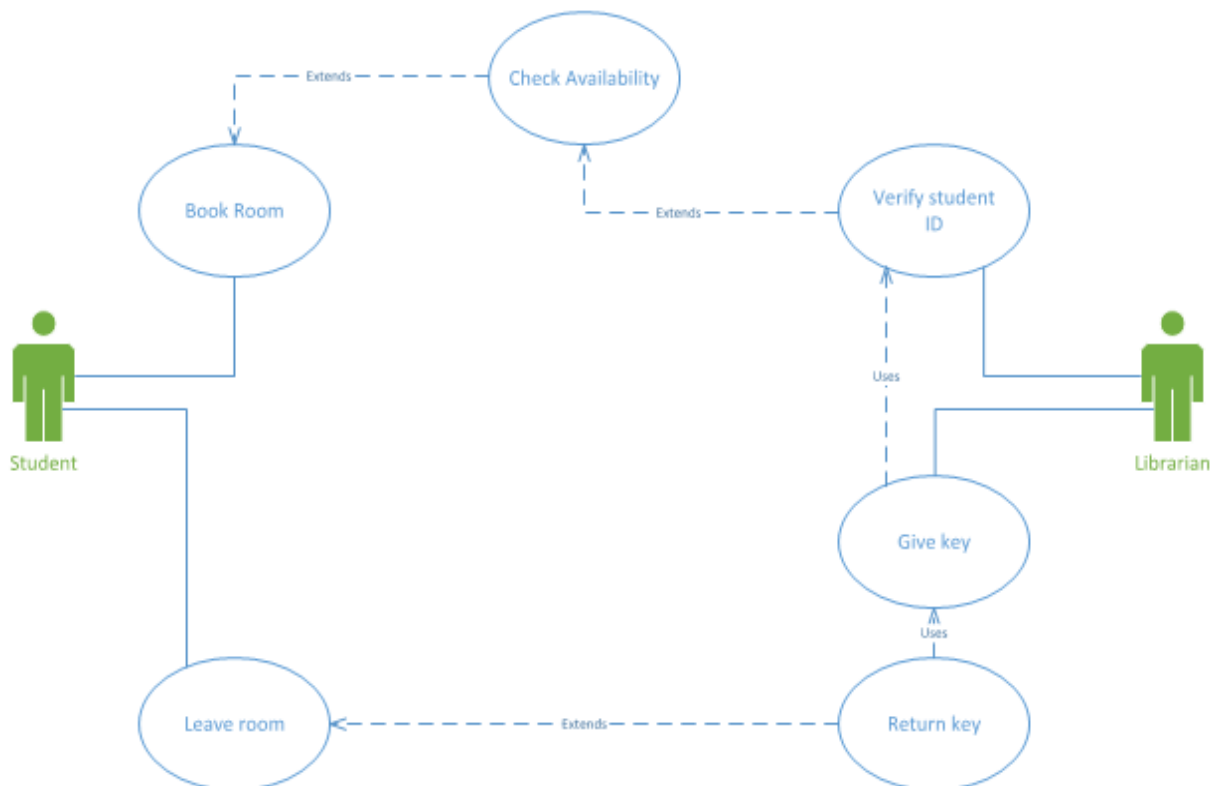 Check Availability
Extends
Book Room
Verify student
ID
Extends
Uses
Student
Librarian
Give key
Uses
Leave room
Extends
Return key